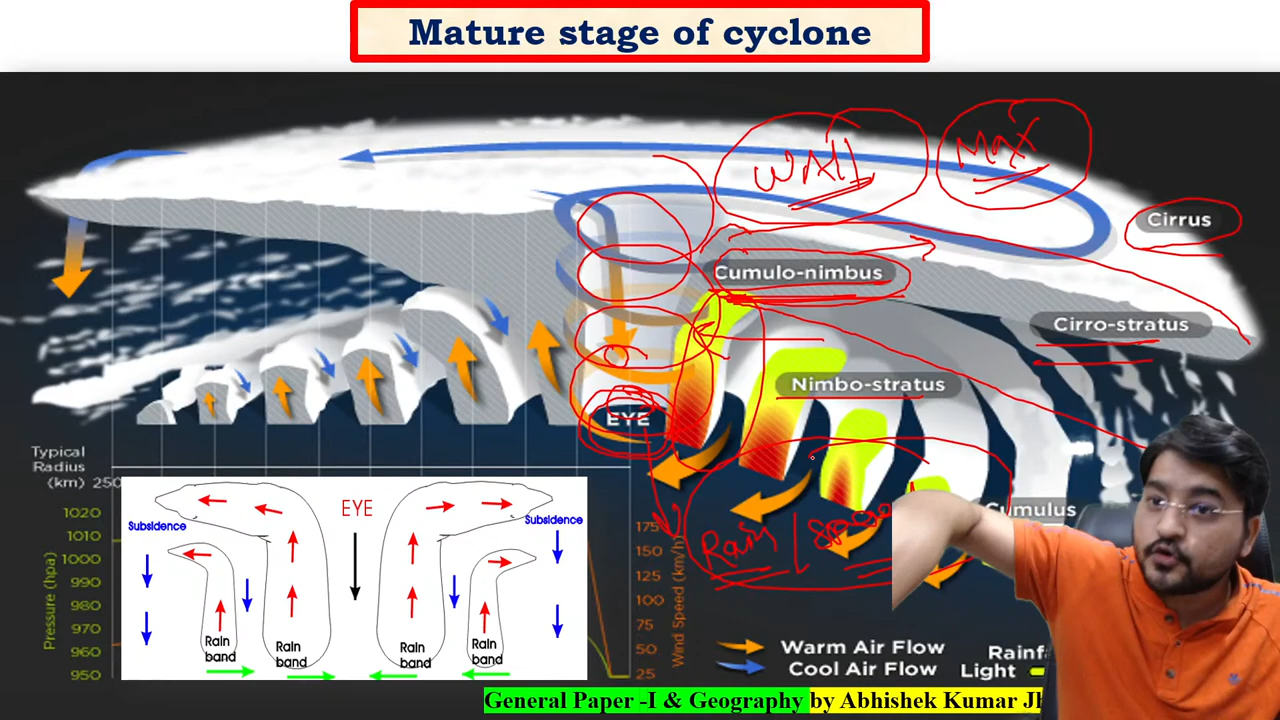 Mature stage of cyclone
Wall
Max
Cirrus
Cumulo-nimbus
Cirro-stratus
Nimbo-stratus
EYE
Cumulus
Rain /
Typical
Radius
(km) 250
1020
1010
1000
990
980
970
960
950
Pressure (hpa)
EYE
Subsidence
Subsidence
Rain
band
Rain
band
Rain
band
Rain
band
175
150
125
100
75
50
25
Wind Speed (km/h)
Warm Air Flow
Cool Air Flow
Rainf
Light
General Paper -I & Geography by Abhishek Kumar Jh